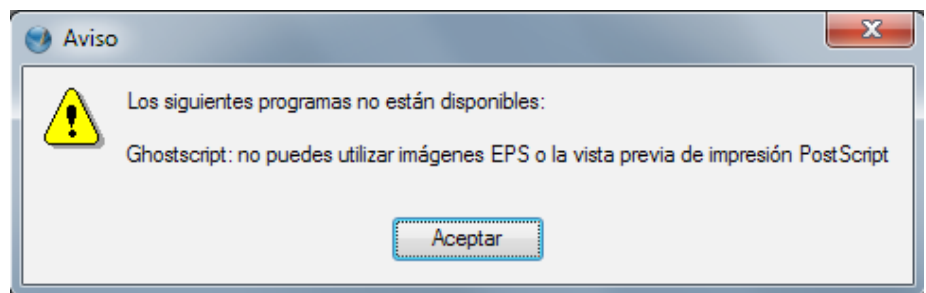 Aviso
Los siguientes programas no están disponibles:
Ghostscript: no puedes utilizar imágenes EPS o la vista previa de impresión PostScript
Aceptar